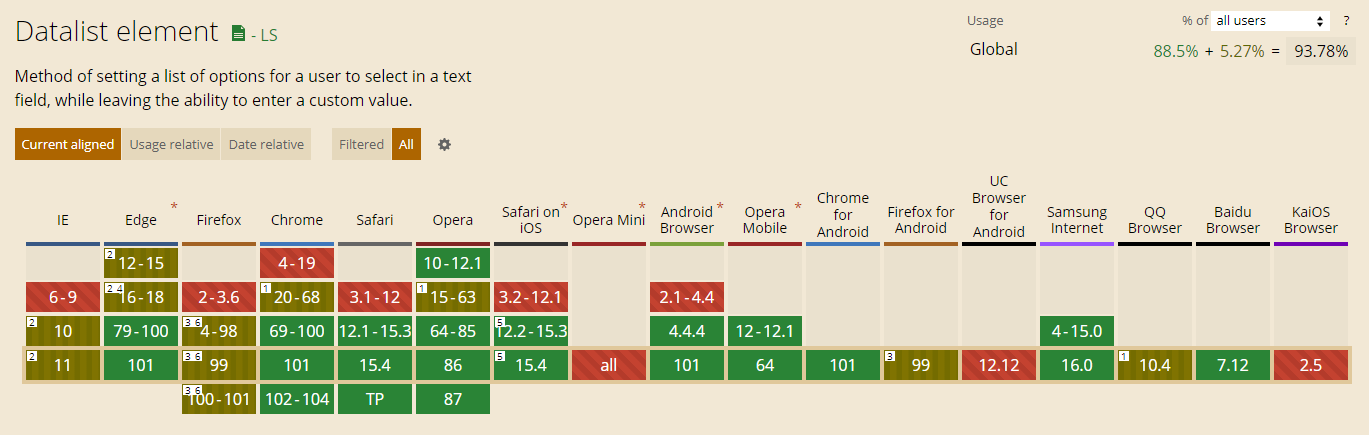 Datalist element - LS
Usage % of all users ?
Global 88.5% + 5.27% = 93.78%
Method of setting a list of options for a user to select in a text
field, while leaving the ability to enter a custom value.
Current aligned Usage relative Date relative Filtered All
IE Edge * Firefox Chrome Safari Opera Safari on iOS * Opera Mini * Android Browser * Opera Mobile * Chrome for Android Firefox for Android UC Browser for Android Samsung Internet QQ Browser Baidu Browser KaiOS Browser
2 12-15 4-19 10-12.1
6-9 2 4 16-18 2-3.6 1 20-68 3.1-12 1 15-63 3.2-12.1 2.1-4.4
2 10 79-100 3 6 4-98 69-100 12.1-15.3 64-85 5 12.2-15.3 4.4.4 12-12.1 4-15.0
2 11 101 3 6 99 101 15.4 86 5 15.4 all 101 64 101 3 99 12.12 16.0 1 10.4 7.12 2.5
3 6 100-101 102-104 TP 87